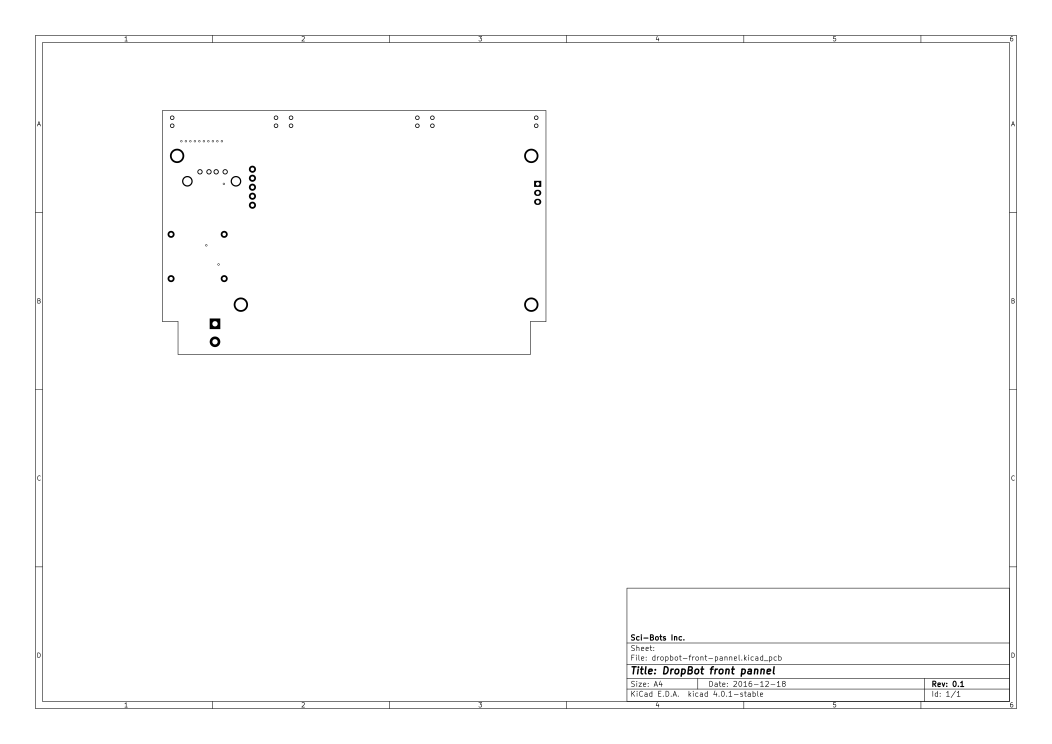 1 2 3 4 5 6
A A
B B
C C
Sci-Bots Inc.
Sheet:
File: dropbot-front-pannel.kicad_pcb
D D
Title: DropBot front pannel
Size: A4 Date: 2016-12-18 Rev: 0.1
KiCad E.D.A. kicad 4.0.1-stable Id: 1/1
1 2 3 4 5 6